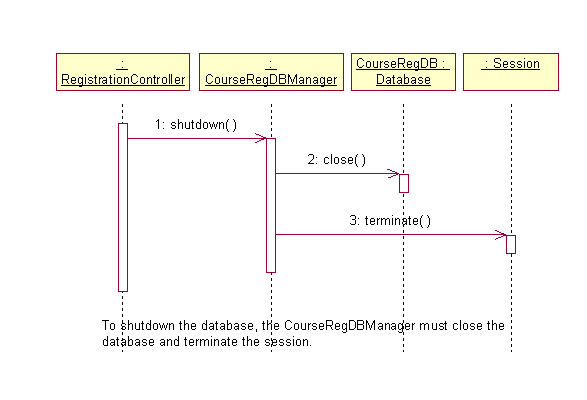 :
RegistrationController
:
CourseRegDBManager
CourseRegDB :
Database
: Session
1: shutdown( )
2: close( )
3: terminate( )
To shutdown the database, the CourseRegDBManager must close the
database and terminate the session.